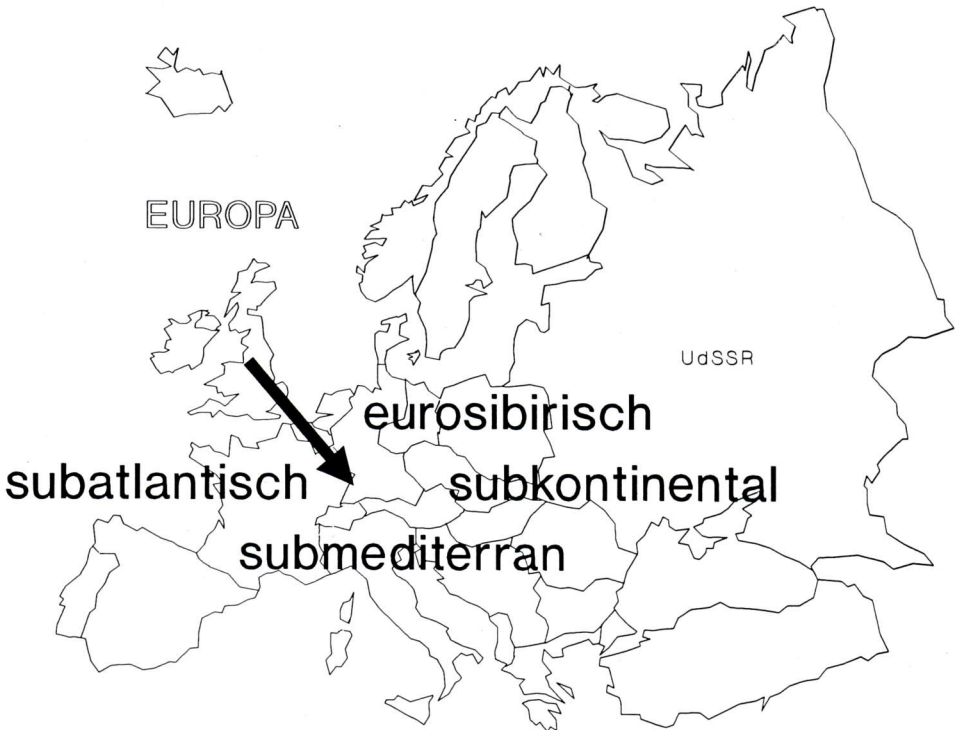 EUROPA
UdSSR
eurosibirisch
subatlantisch
subkontinental
submediterran